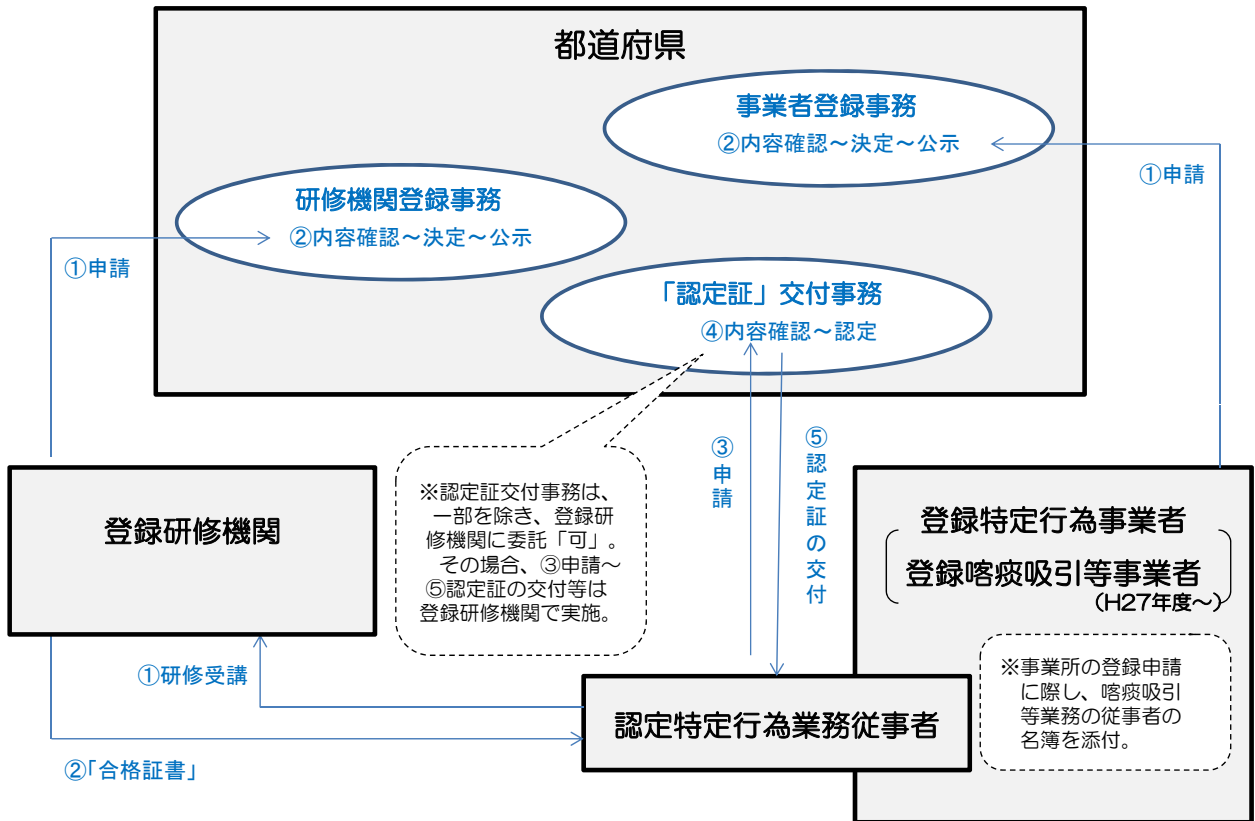 都道府県
事業者登録事務
②内容確認～決定～公示
①申請
研修機関登録事務
②内容確認～決定～公示
①申請
「認定証」交付事務
④内容確認～認定
③申請
⑤認定証の交付
※認定証交付事務は、
一部を除き、登録研
修機関に委託「可」。
その場合、③申請～
⑤認定証の交付等は
登録研修機関で実施。
登録研修機関
登録特定行為事業者
登録喀痰吸引等事業者
（H27年度～）
①研修受講
※事業所の登録申請
に際し、喀痰吸引
等業務の従事者の
名簿を添付。
認定特定行為業務従事者
②「合格証書」